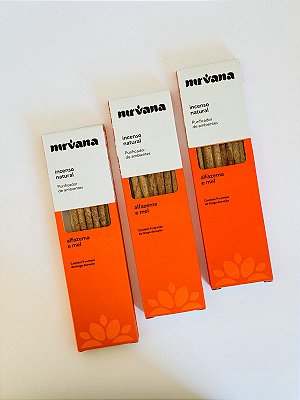 nirvana
incenso
natural
Purificador
de ambientes
alfazema
e mel
nirvana
incenso
natural
Purificador
de ambientes
alfazema
e mel
nirvana
incenso
natural
Purificador
de ambientes
alfazema
e mel